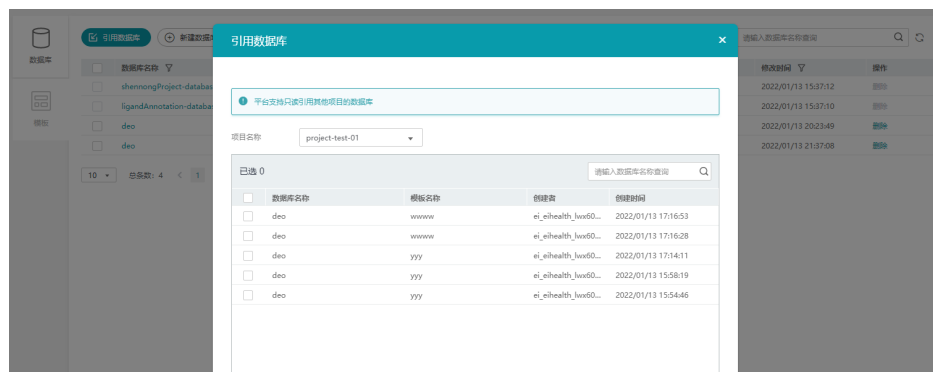 数据库
模板
引用数据库
新建数据
请输入数据库名称查询
数据库名称
修改时间
操作
shennongProject-databas
2022/01/13 15:37:12
删除
ligandAnnotation-databa
2022/01/13 15:37:10
删除
deo
2022/01/13 20:23:49
删除
deo
2022/01/13 21:37:08
删除
10
总条数: 4
<
1
引用数据库
×
平台支持只读引用其他项目的数据库
项目名称
project-test-01
已选 0
请输入数据库名称查询
数据库名称 模板名称 创建者 创建时间
deo wwww ei_eihealth_lwx60... 2022/01/13 17:16:53
deo wwww ei_eihealth_lwx60... 2022/01/13 17:16:28
deo yyy ei_eihealth_lwx60... 2022/01/13 17:14:11
deo yyy ei_eihealth_lwx60... 2022/01/13 15:58:19
deo yyy ei_eihealth_lwx60... 2022/01/13 15:54:46